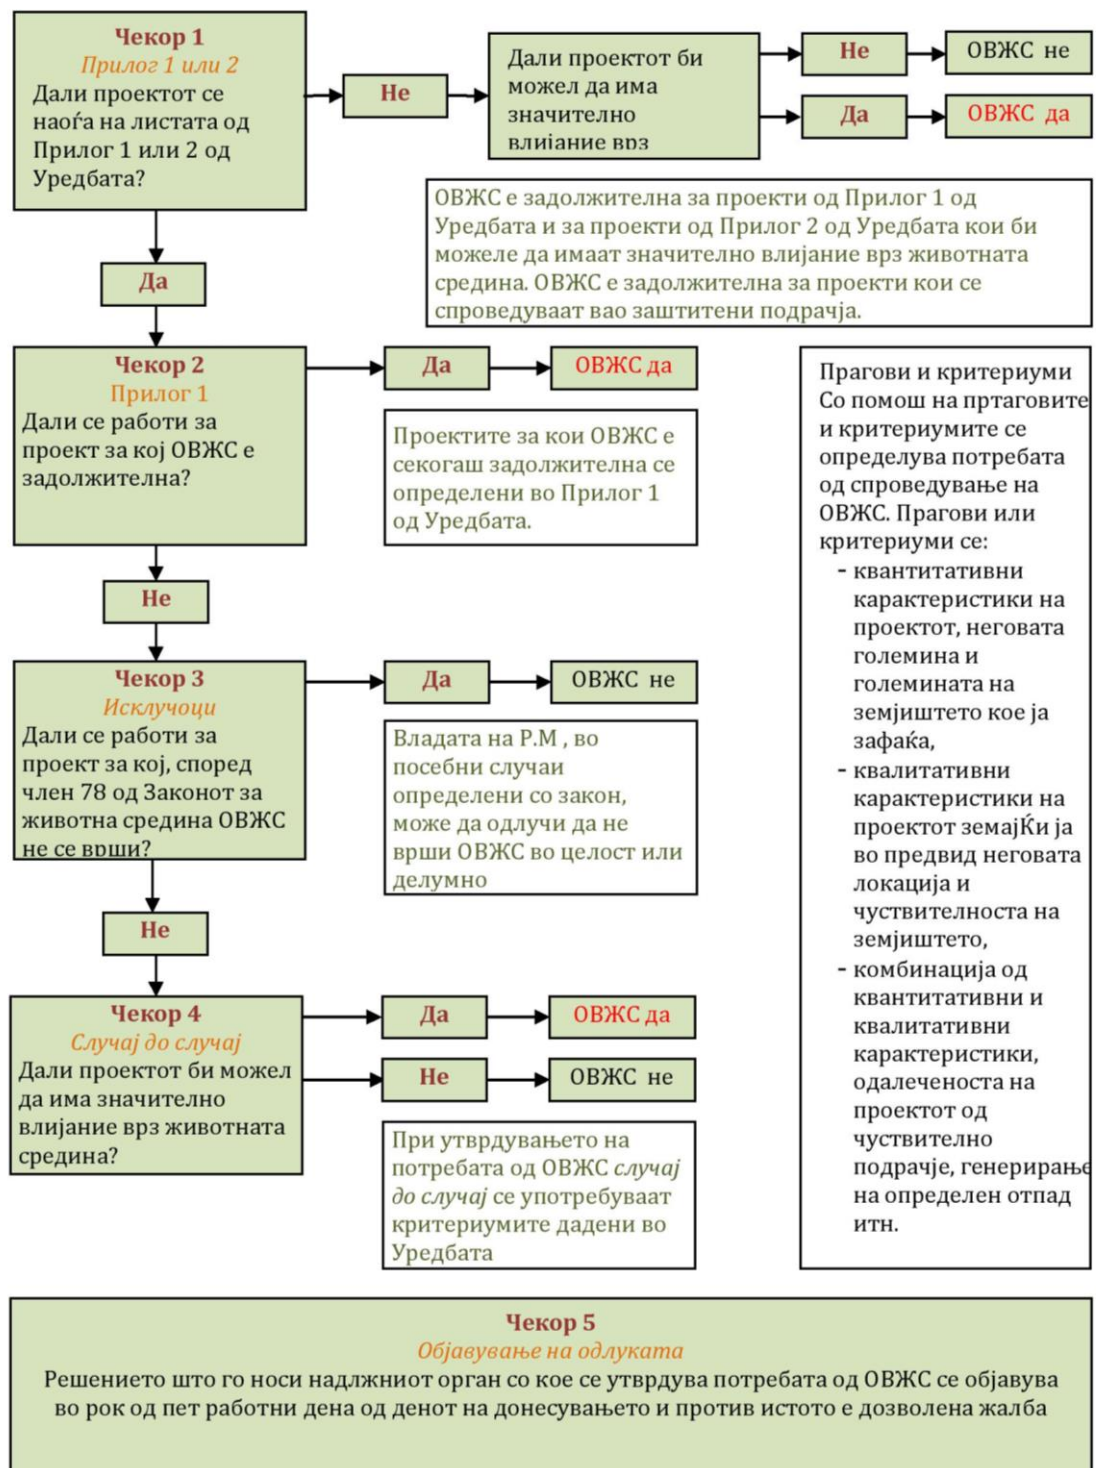 Чекор 1
Прилог 1 или 2
Дали проектот се
наоѓа на листата од
Прилог 1 или 2 од
Уредбата?
Не
Дали проектот би
можел да има
значително
влијание врз
Не
ОВЖС не
Да
ОВЖС да
ОВЖС е задолжителна за проекти од Прилог 1 од
Уредбата и за проекти од Прилог 2 од Уредбата кои би
можеле да имаат значително влијание врз животната
средина. ОВЖС е задолжителна за проекти кои се
спроведуваат вао заштитени подрачја.
Да
Чекор 2
Прилог 1
Дали се работи за
проект за кој ОВЖС е
задолжителна?
Да
ОВЖС да
Проектите за кои ОВЖС е
секогаш задолжителна се
определени во Прилог 1
од Уредбата.
Не
Чекор 3
Исклучоци
Дали се работи за
проект за кој, според
член 78 од Законот за
животна средина ОВЖС
не се врши?
Да
ОВЖС не
Владата на Р.М , во
посебни случаи
определени со закон,
може да одлучи да не
врши ОВЖС во целост или
делумно
Не
Чекор 4
Случај до случај
Дали проектот би можел
да има значително
влијание врз животната
средина?
Да
ОВЖС да
Не
ОВЖС не
При утврдувањето на
потребата од ОВЖС случај
до случај се употребуваат
критериумите дадени во
Уредбата
Прагови и критериуми
Со помош на пртаговите
и критериумите се
определува потребата
од спроведување на
ОВЖС. Прагови или
критериуми се:
- квантитативни
карактеристики на
проектот, неговата
големина и
големината на
земјиштето кое ја
зафаќа,
- квалитативни
карактеристики на
проектот земајЌи ја
во предвид неговата
локација и
чуствителноста на
земјиштето,
- комбинација од
квантитативни и
квалитативни
карактеристики,
одалеченоста на
проектот од
чуствително
подрачје, генерирање
на определен отпад
итн.
Чекор 5
Објавување на одлуката
Решението што го носи надлжниот орган со кое се утврдува потребата од ОВЖС се објавува
во рок од пет работни дена од денот на донесувањето и против истото е дозволена жалба